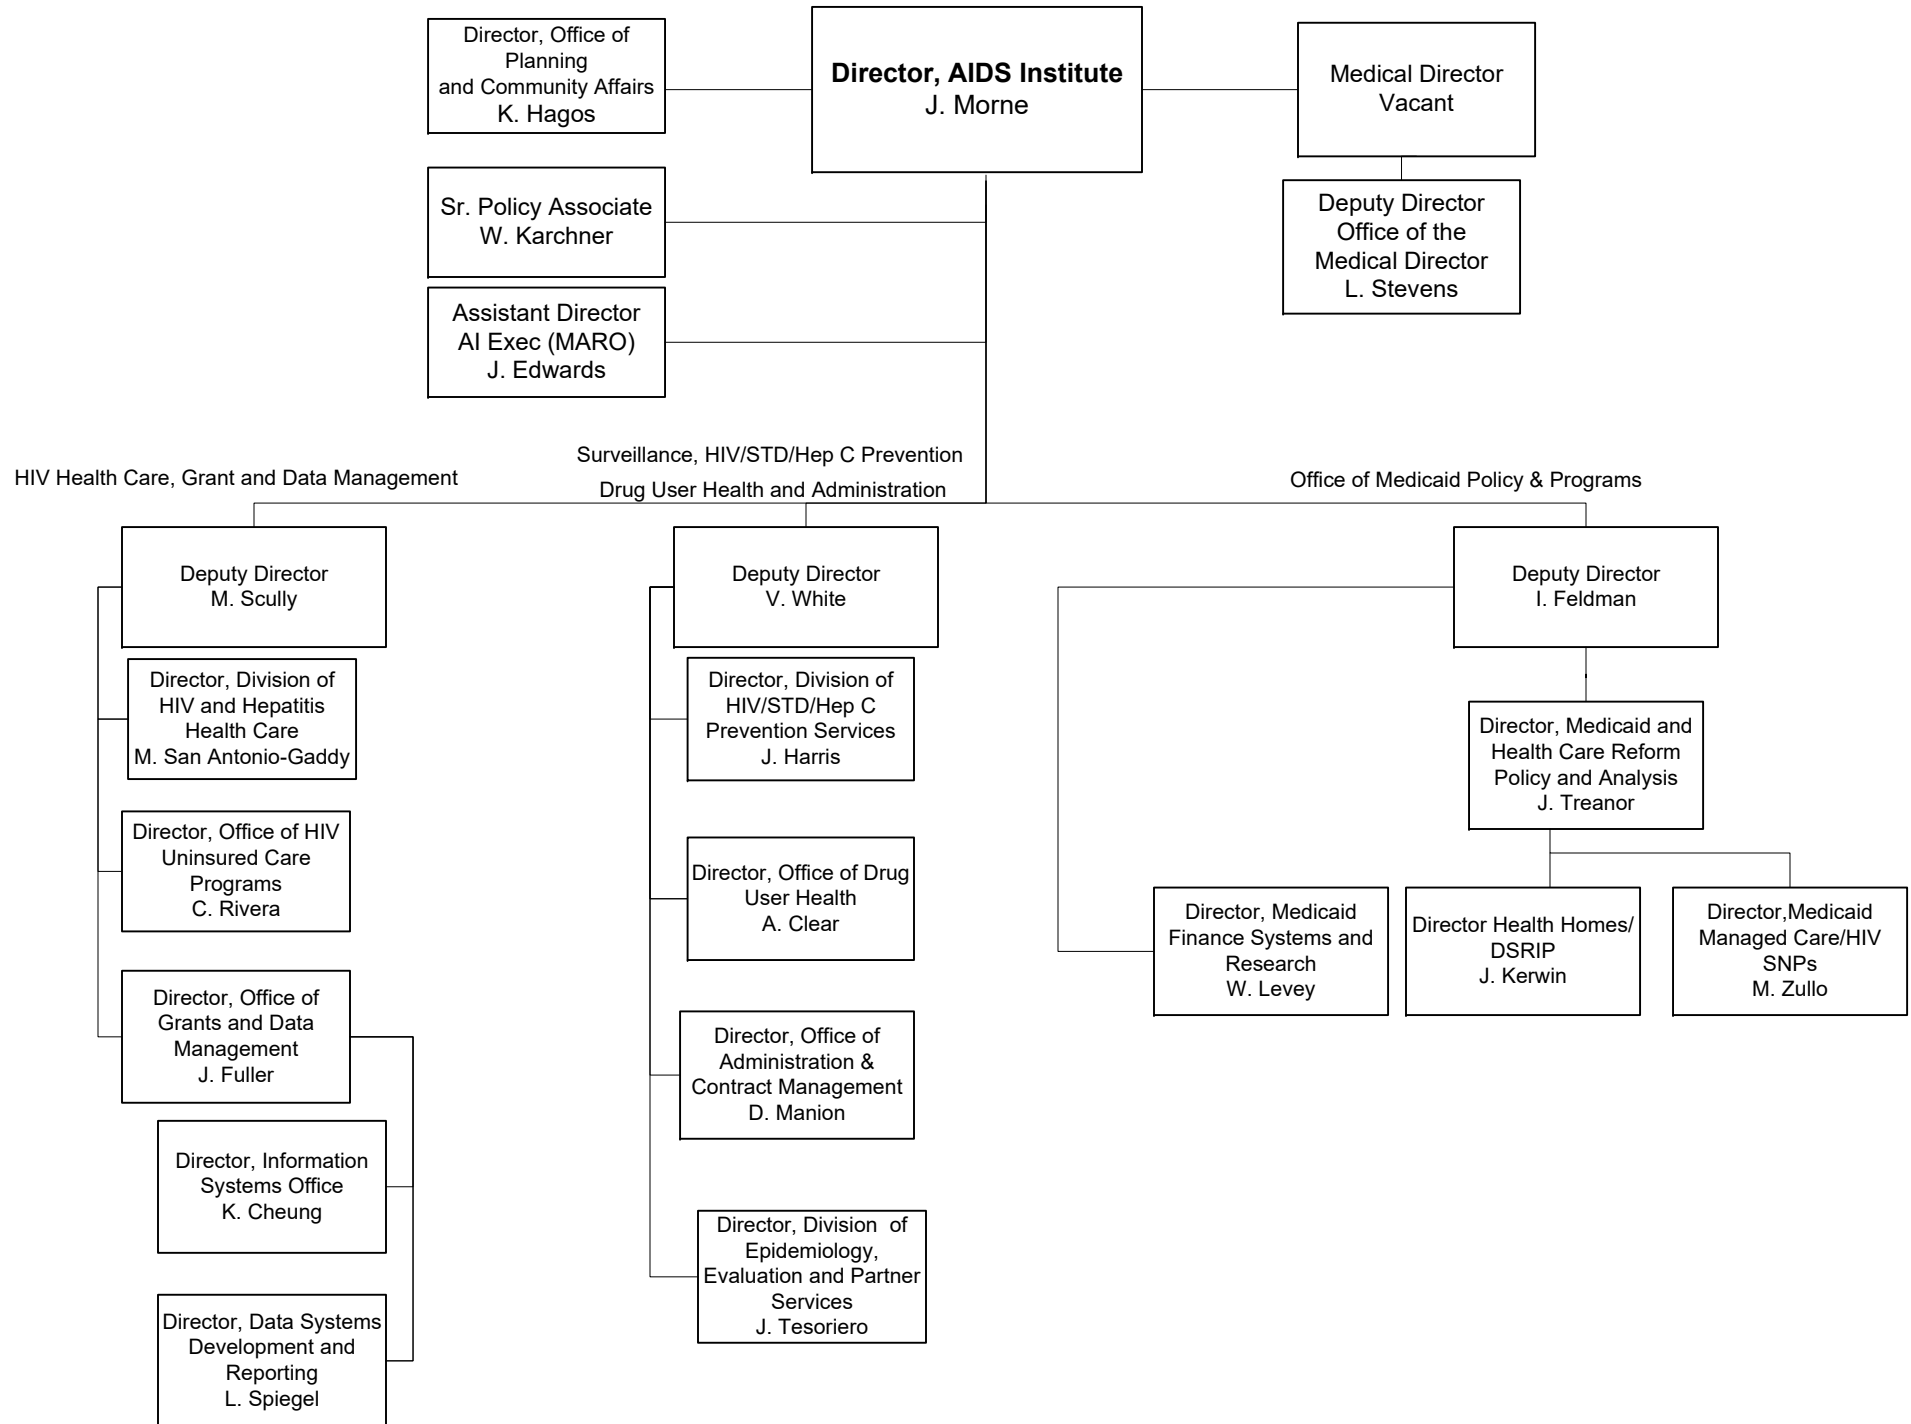 Director, Office of
Planning
and Community Affairs
K. Hagos
Director, AIDS Institute
J. Morne
Medical Director
Vacant
Sr. Policy Associate
W. Karchner
Deputy Director
Office of the
Medical Director
L. Stevens
Assistant Director
AI Exec (MARO)
J. Edwards
HIV Health Care, Grant and Data Management
Surveillance, HIV/STD/Hep C Prevention
Drug User Health and Administration
Office of Medicaid Policy & Programs
Deputy Director
M. Scully
Director, Division of
HIV and Hepatitis
Health Care
M. San Antonio-Gaddy
Director, Office of HIV
Uninsured Care
Programs
C. Rivera
Director, Office of
Grants and Data
Management
J. Fuller
Director, Information
Systems Office
K. Cheung
Director, Data Systems
Development and
Reporting
L. Spiegel
Deputy Director
V. White
Director, Division of
HIV/STD/Hep C
Prevention Services
J. Harris
Director, Office of Drug
User Health
A. Clear
Director, Office of
Administration &
Contract Management
D. Manion
Director, Division  of
Epidemiology,
Evaluation and Partner
Services
J. Tesoriero
Deputy Director
I. Feldman
Director, Medicaid and
Health Care Reform
Policy and Analysis
J. Treanor
Director, Medicaid
Finance Systems and
Research
W. Levey
Director Health Homes/
DSRIP
J. Kerwin
Director,Medicaid
Managed Care/HIV
SNPs
M. Zullo